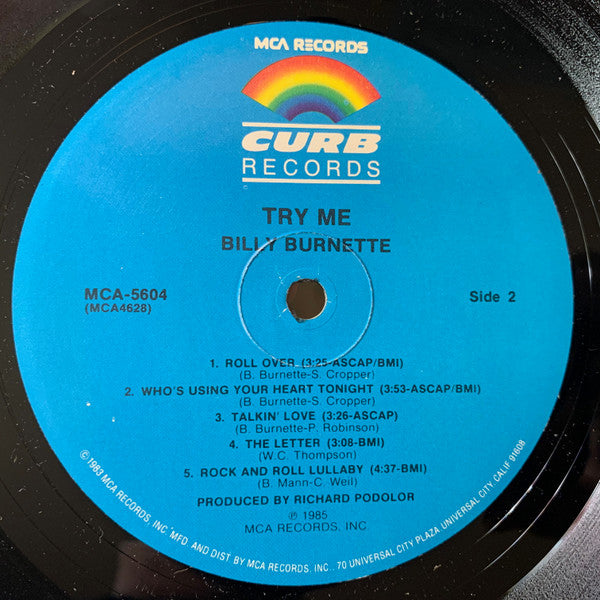 MCA RECORDS
CURB
RECORDS
TRY ME
BILLY BURNETTE
MCA-5604
(MCA4628)
Side 2
1. ROLL OVER (3:25-ASCAP/BMI)
(B. Burnette-S. Cropper)
2. WHO'S USING YOUR HEART TONIGHT (3:53-ASCAP/BMI)
(B. Burnette-S. Cropper)
3. TALKIN' LOVE (3:26-ASCAP)
(B. Burnette-P. Robinson)
4. THE LETTER (3:08-BMI)
(W.C. Thompson)
5. ROCK AND ROLL LULLABY (4:37-BMI)
(B. Mann-C. Weil)
PRODUCED BY RICHARD PODOLOR
℗ 1985
MCA RECORDS, INC
©1983 MCA RECORDS, INC MFD. AND DIST BY MCA RECORDS, INC., 70 UNIVERSAL CITY PLAZA, UNIVERSAL CITY, CALIF 91608